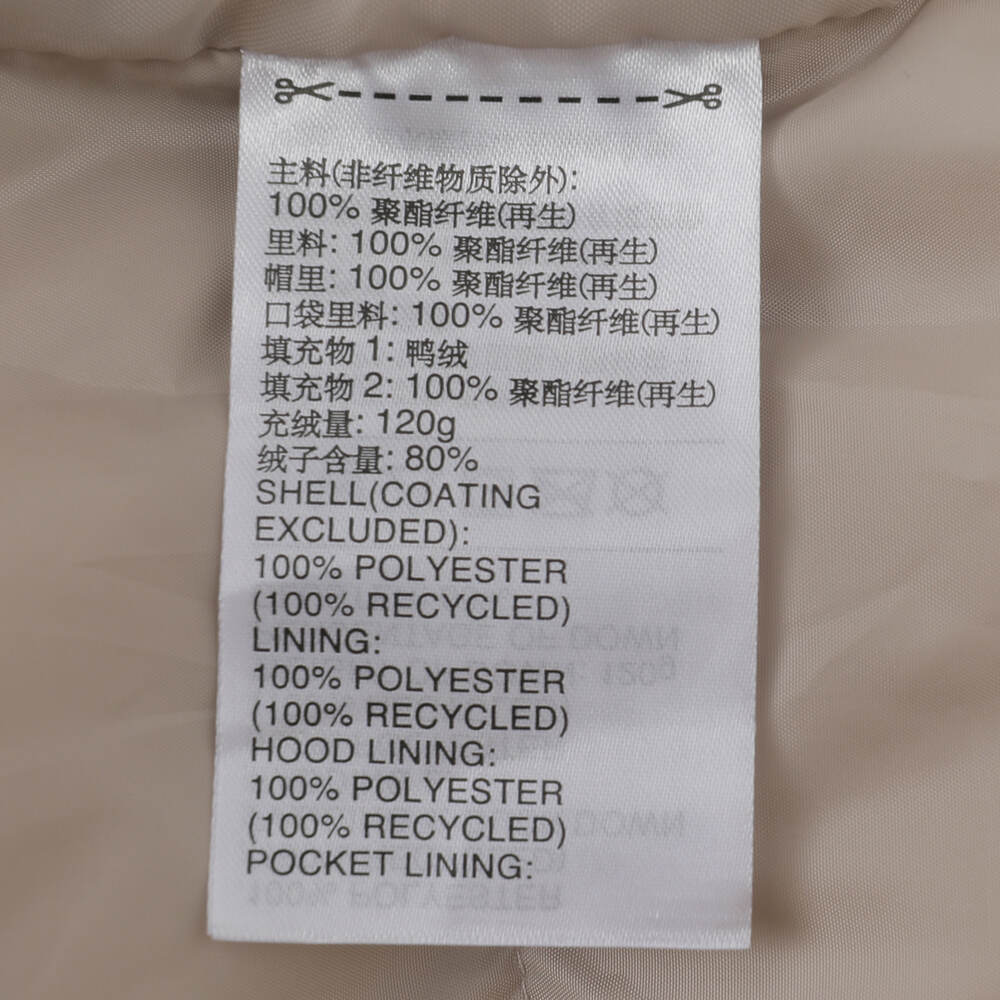 主料(非纤维物质除外):
100% 聚酯纤维(再生)
里料: 100% 聚酯纤维(再生)
帽里: 100% 聚酯纤维(再生)
口袋里料: 100% 聚酯纤维(再生)
填充物 1: 鸭绒
填充物 2: 100% 聚酯纤维(再生)
充绒量: 120g
绒子含量: 80%
SHELL(COATING
EXCLUDED):
100% POLYESTER
(100% RECYCLED)
LINING:
100% POLYESTER
(100% RECYCLED)
HOOD LINING:
100% POLYESTER
(100% RECYCLED)
POCKET LINING: